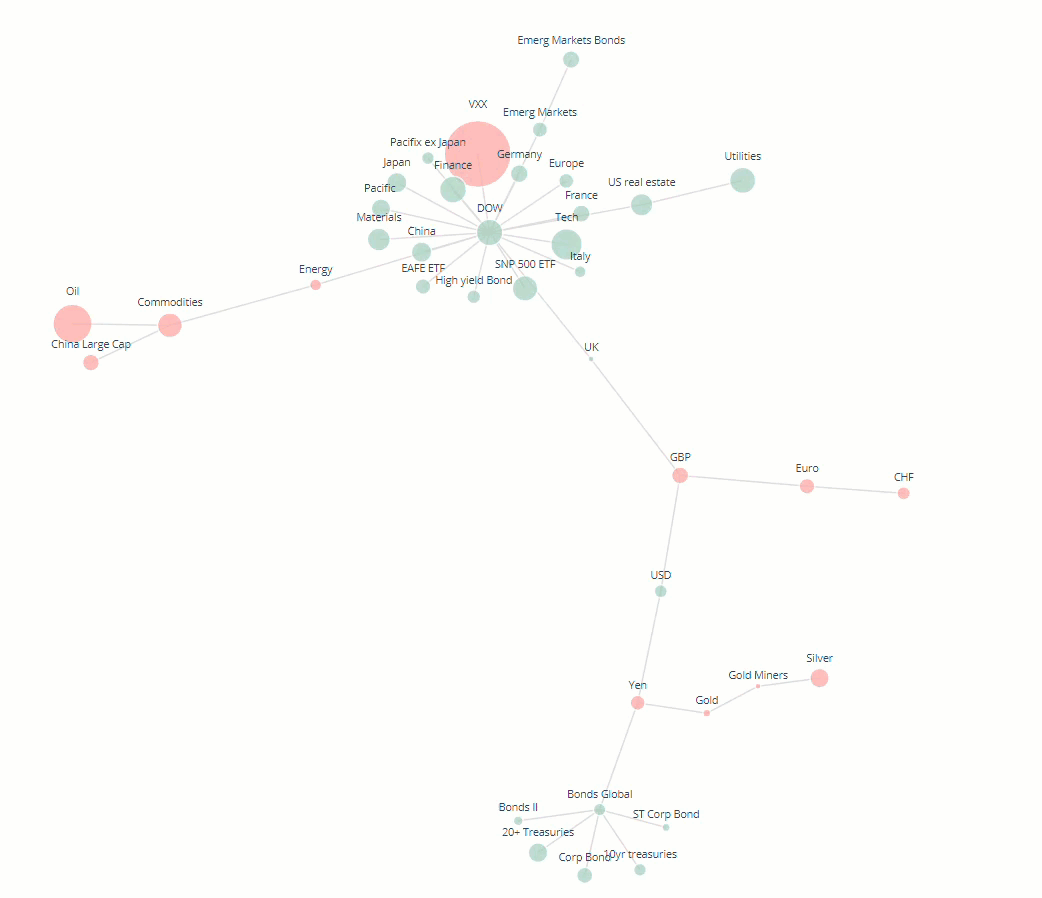 Emerg Markets Bonds
VXX
Emerg Markets
Pacifix ex Japan
Germany
Utilities
Japan
Finance
Europe
US real estate
Pacific
France
DOW
Materials
Tech
China
Italy
SNP 500 ETF
EAFE ETF
Energy
High yield Bond
Oil
Commodities
China Large Cap
UK
GBP
Euro
CHF
USD
Silver
Gold Miners
Yen
Gold
Bonds Global
Bonds II
ST Corp Bond
20+ Treasuries
Corp Bond
10yr treasuries